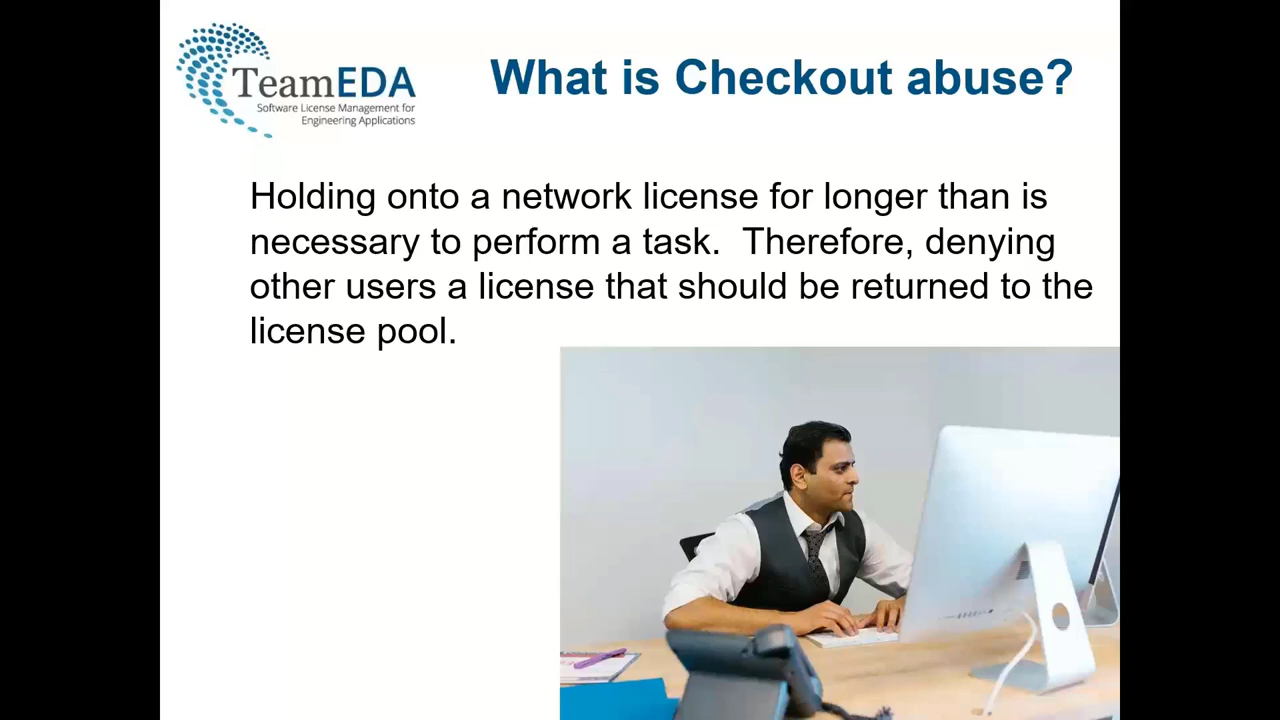 TeamEDA
Software License Management for
Engineering Applications
What is Checkout abuse?
Holding onto a network license for longer than is
necessary to perform a task.  Therefore, denying
other users a license that should be returned to the
license pool.